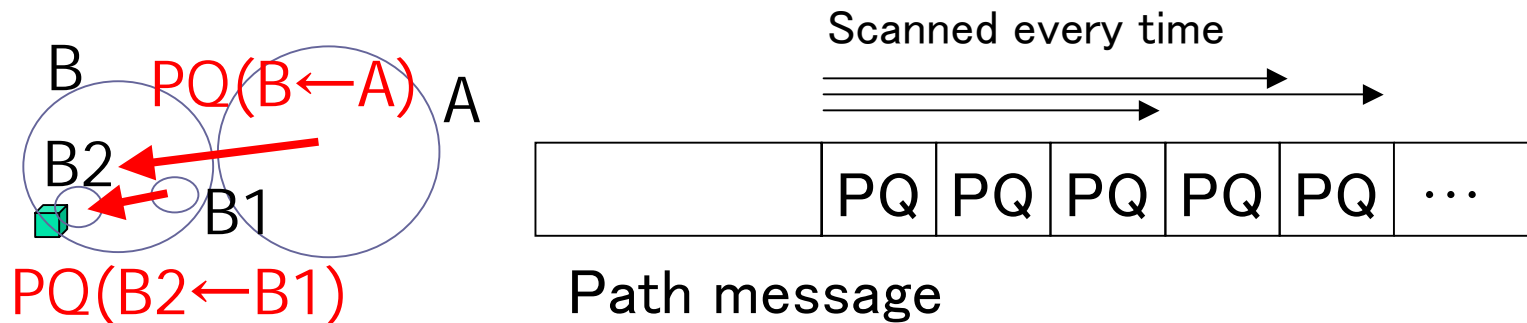 Scanned every time
B
PQ(B←A)
A
B2
B1
PQ(B2←B1)
PQ PQ PQ PQ PQ ···
Path message